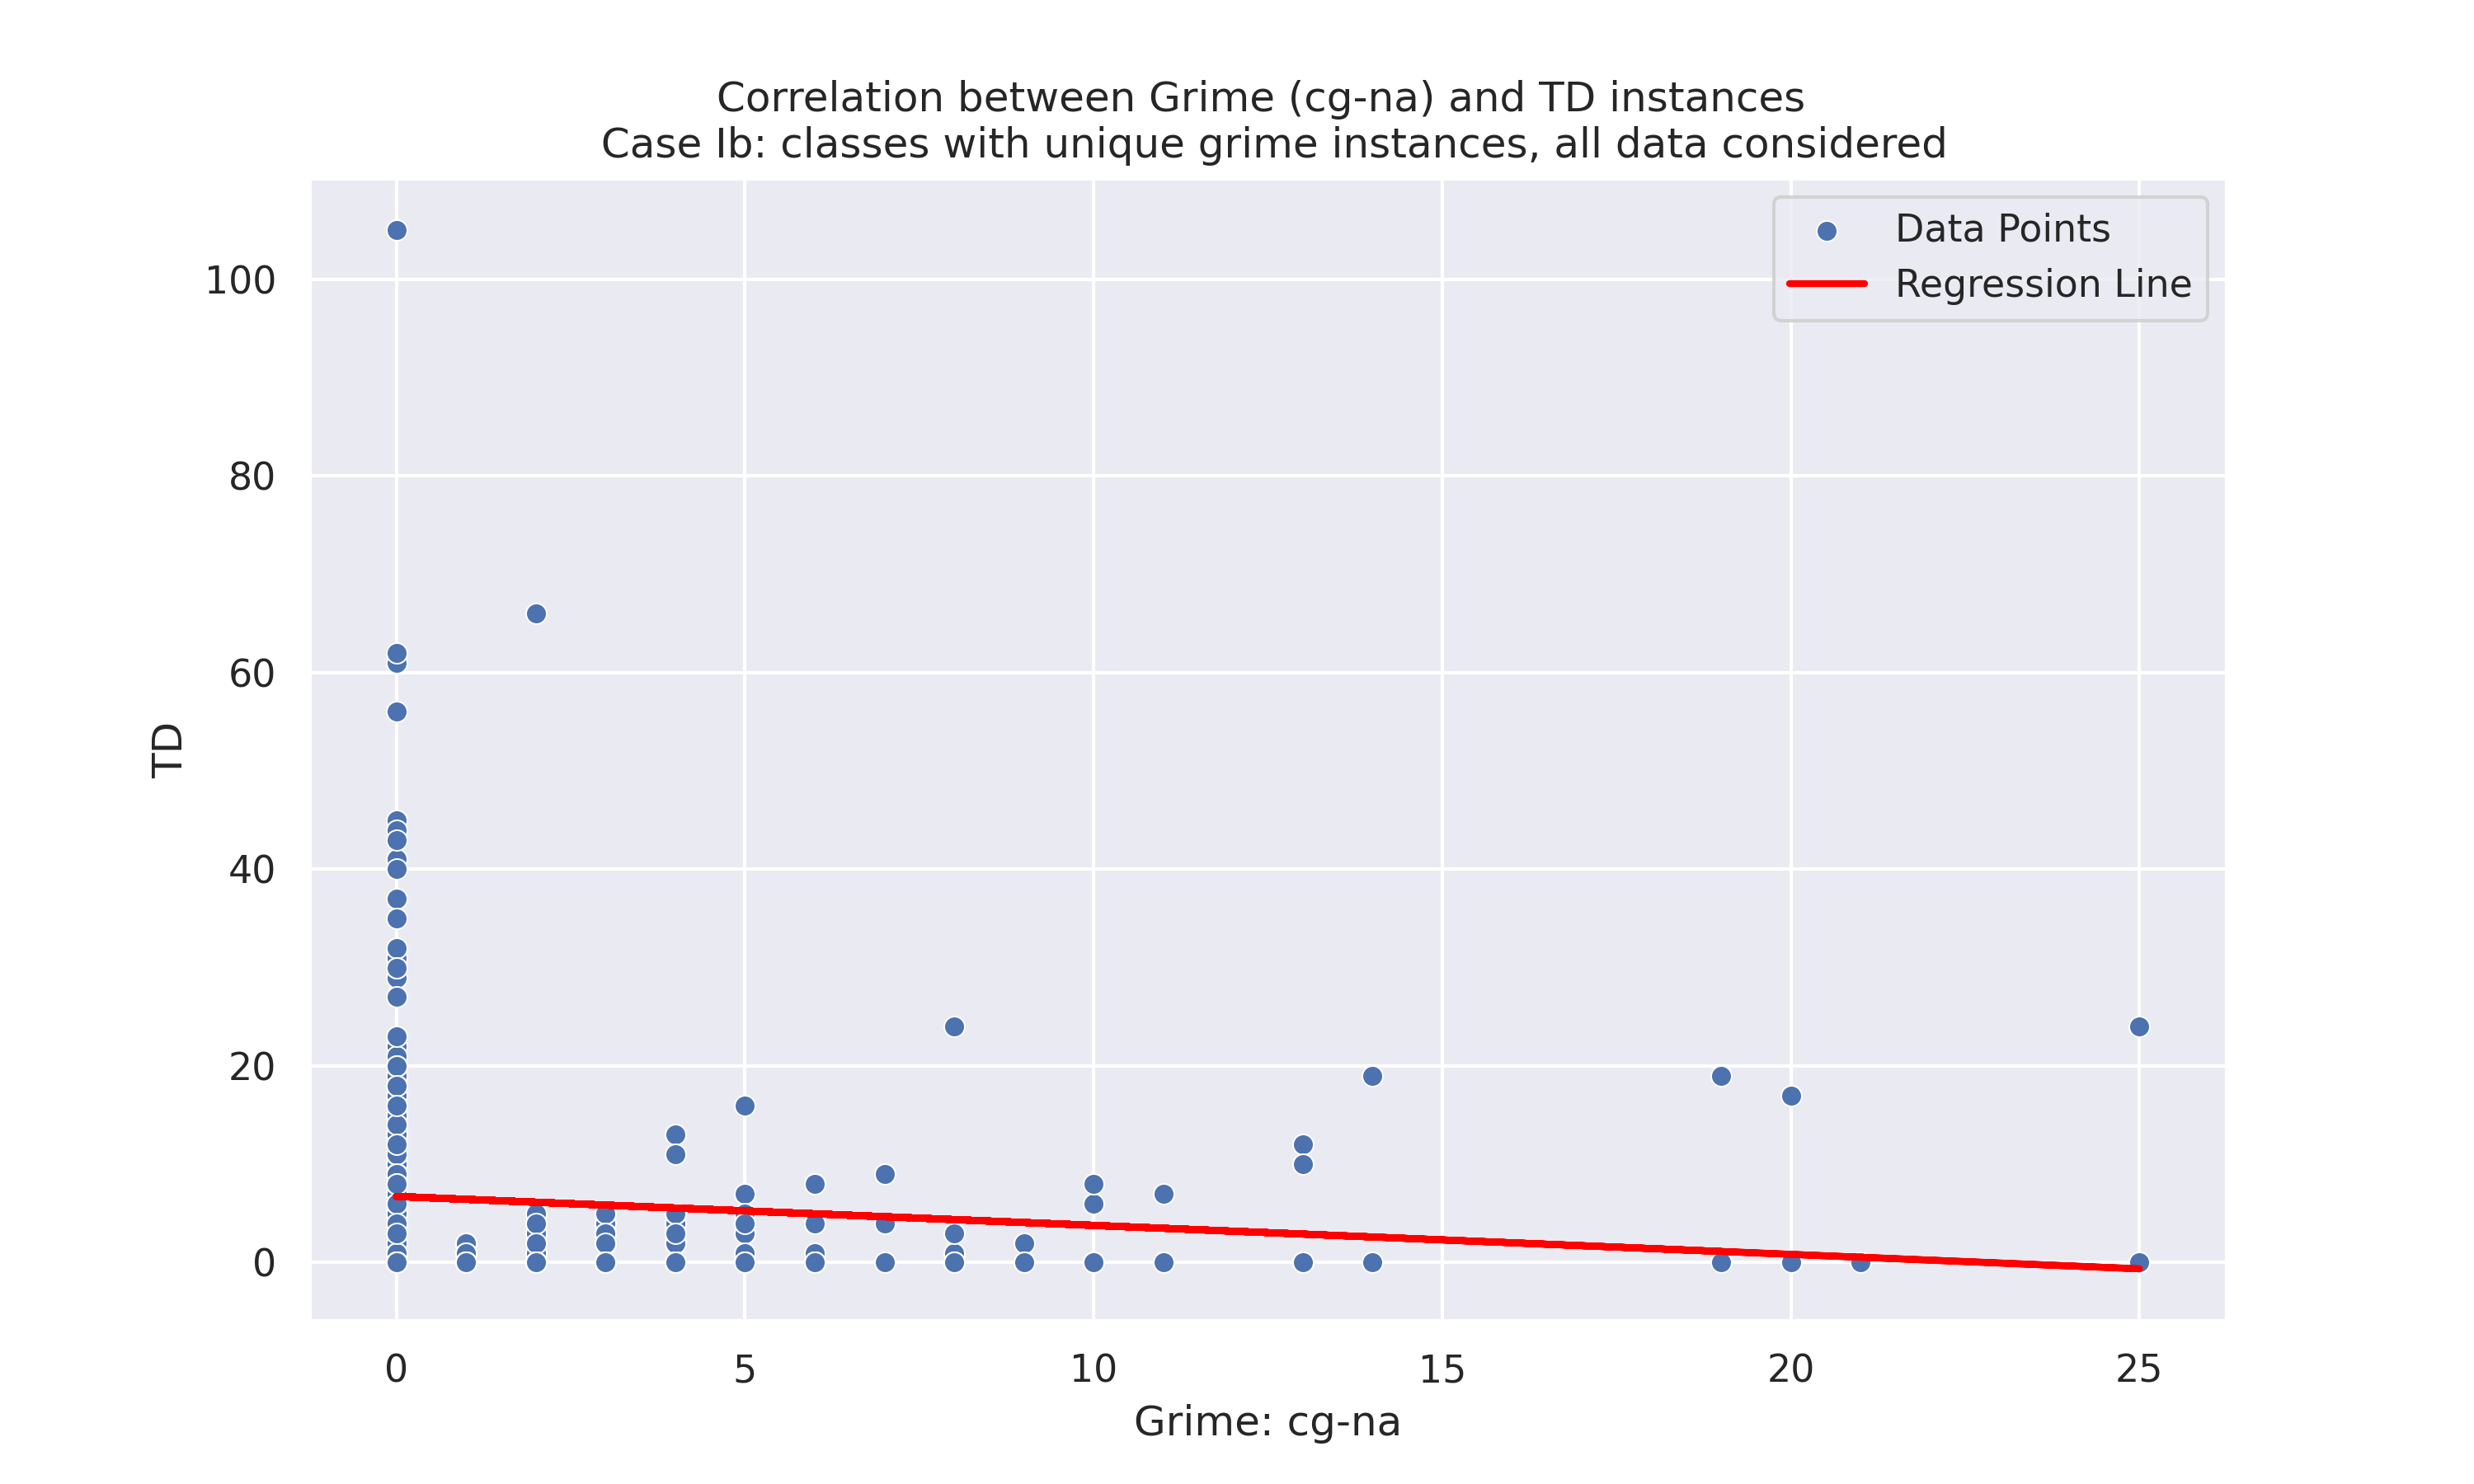 Correlation between Grime (cg-na) and TD instances
Case Ib: classes with unique grime instances, all data considered
Data Points
Regression Line
100
80
60
40
20
0
TD
0 5 10 15 20 25
Grime: cg-na